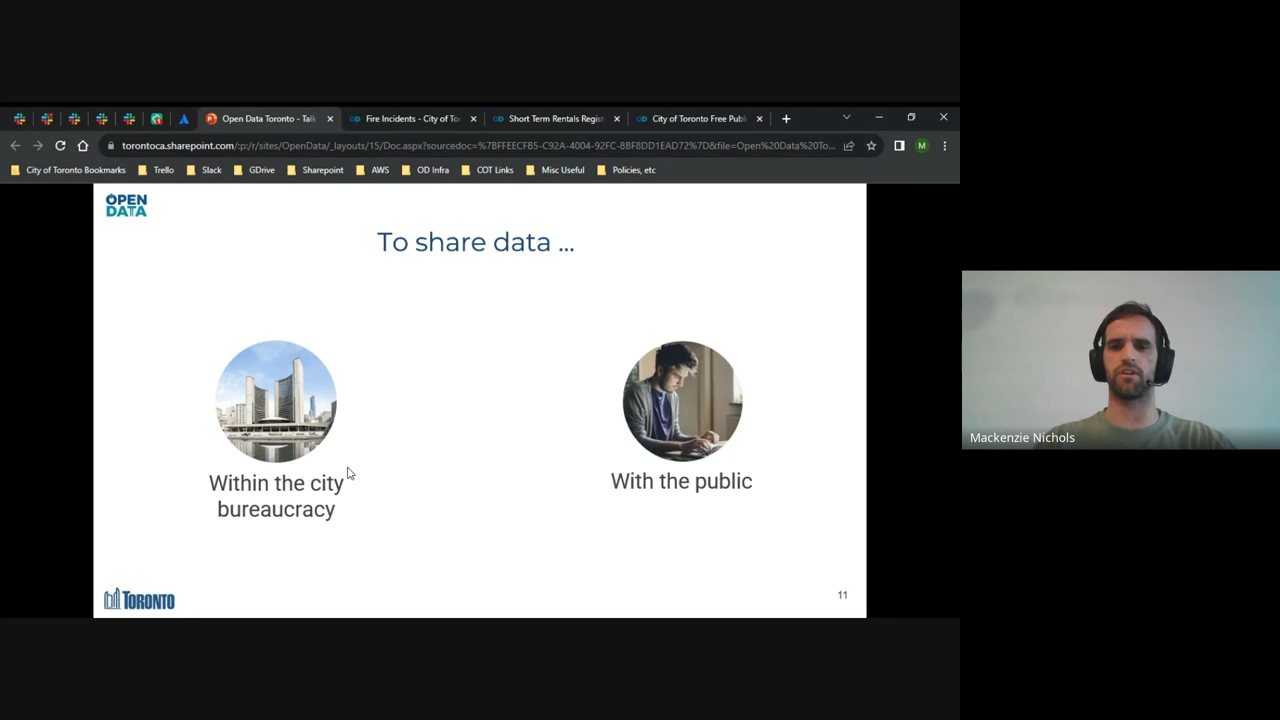 Open Data Toronto - Talk
Fire Incidents - City of Tor
Short Term Rentals Regist
City of Toronto Free Publ
torontoca.sharepoint.com/:p:/r/sites/OpenData/_layouts/15/Doc.aspx?sourcedoc=%7BFFEECFB5-C92A-4004-92FC-8BF8DD1EAD72%7D&file=Open%20Data%20To...
M
City of Toronto Bookmarks
Trello
Slack
GDrive
Sharepoint
AWS
OD Infra
COT Links
Misc Useful
Policies, etc
OPEN
DATA
To share data ...
Within the city
bureaucracy
With the public
TORONTO
11
Mackenzie Nichols